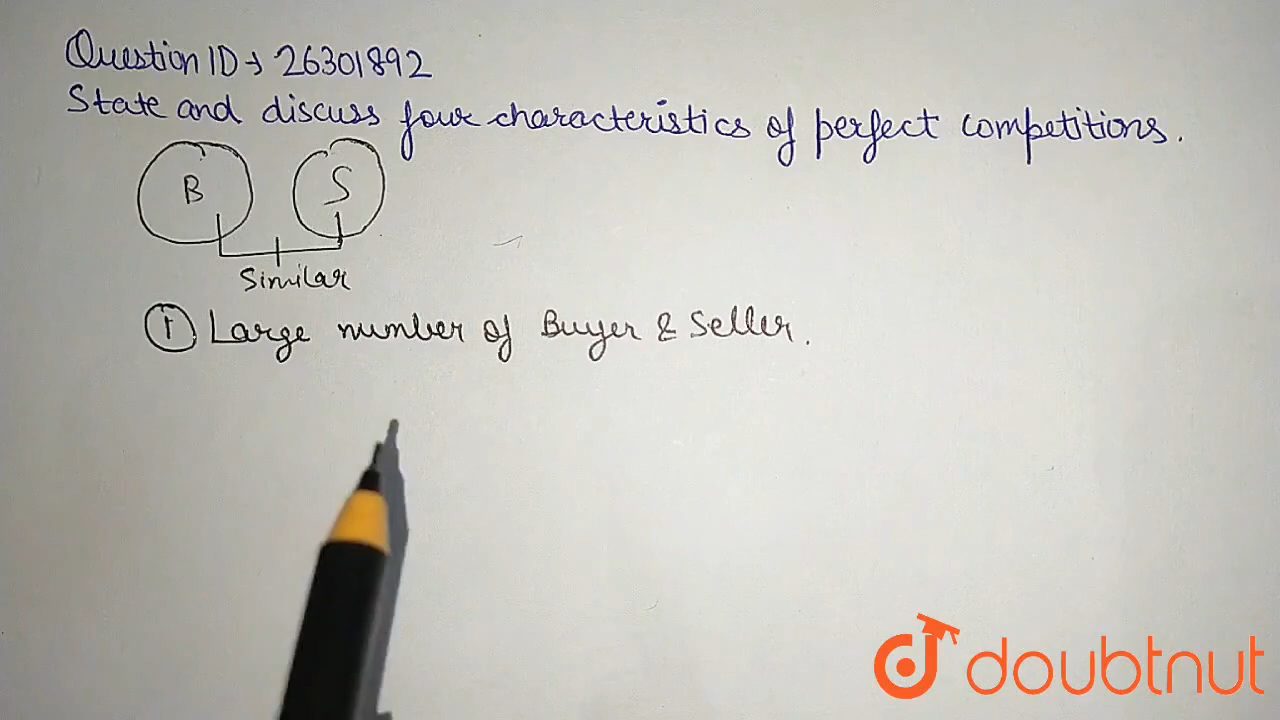 Question ID → 26301892
State and discuss four characteristics of perfect competitions.
B S
Similar
1 Large number of Buyer & Seller.
doubtnut